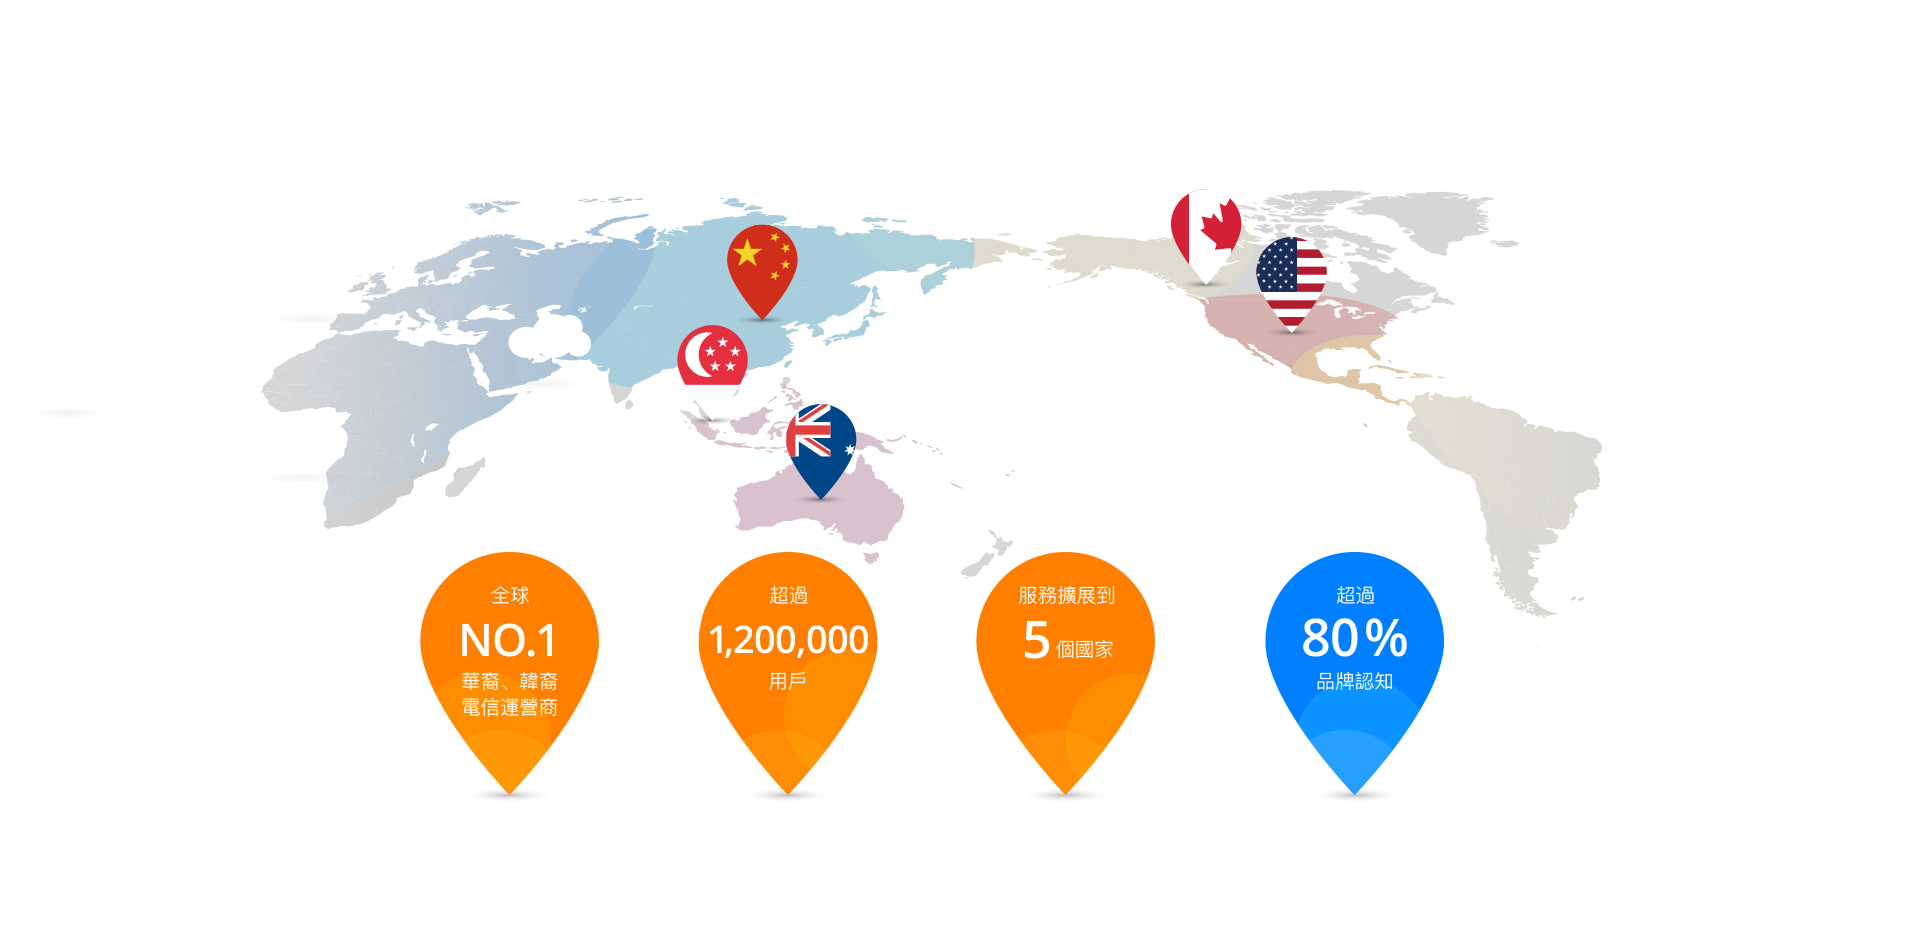 全球
NO.1
華裔、韓裔
電信運營商
超過
1,200,000
用戶
服務擴展到
5 個國家
超過
80%
品牌認知